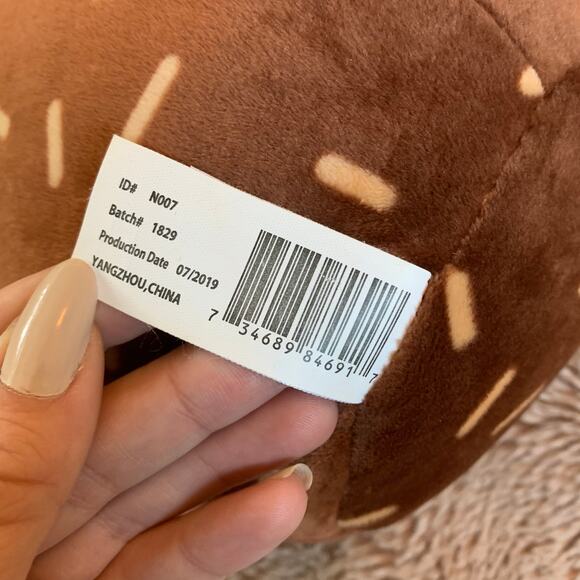 ID# N007
Batch# 1829
Production Date 07/2019
YANGZHOU,CHINA
7 34689 84691 7